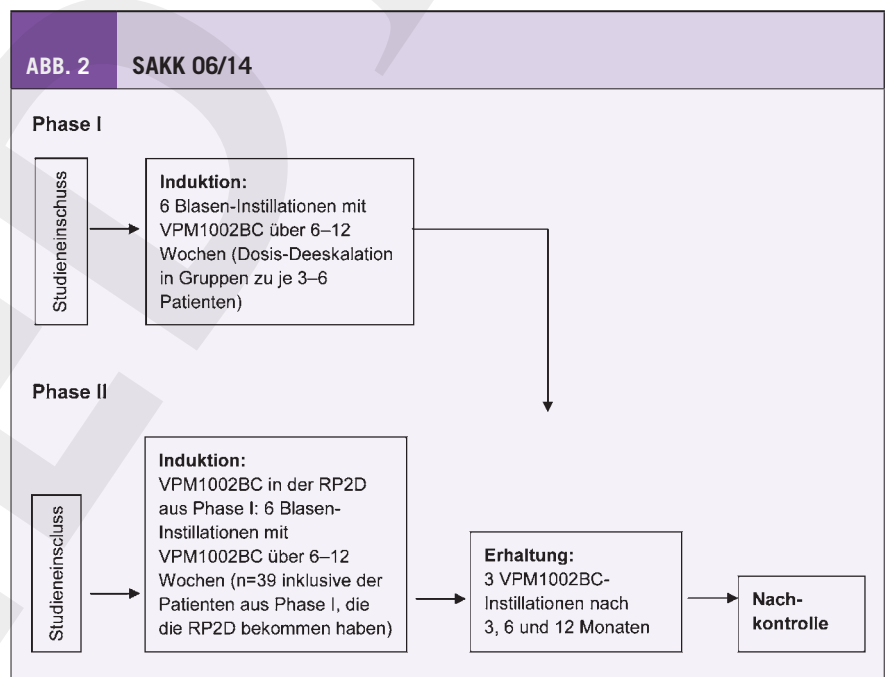 ABB. 2 SAKK 06/14
Phase I
Studieneinschuss
Induktion:
6 Blasen-Instillationen mit
VPM1002BC über 6–12
Wochen (Dosis-Deeskalation
in Gruppen zu je 3–6
Patienten)
Phase II
Studieneinscluss
Induktion:
VPM1002BC in der RP2D
aus Phase I: 6 Blasen-
Instillationen mit
VPM1002BC über 6–12
Wochen (n=39 inklusive der
Patienten aus Phase I, die
die RP2D bekommen haben)
Erhaltung:
3 VPM1002BC-
Instillationen nach
3, 6 und 12 Monaten
Nach-
kontrolle